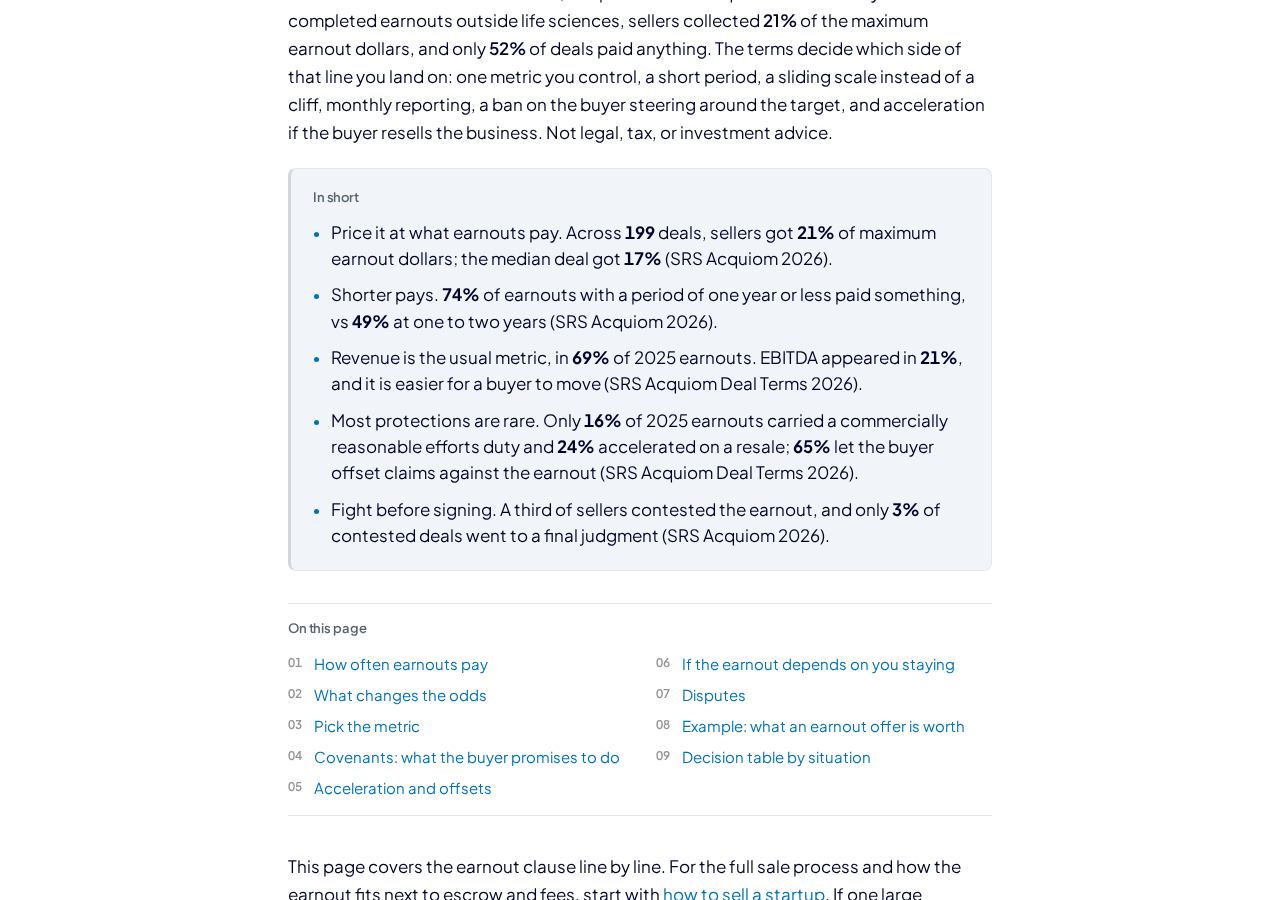 completed earnouts outside life sciences, sellers collected 21% of the maximum
earnout dollars, and only 52% of deals paid anything. The terms decide which side of
that line you land on: one metric you control, a short period, a sliding scale instead of a
cliff, monthly reporting, a ban on the buyer steering around the target, and acceleration
if the buyer resells the business. Not legal, tax, or investment advice.
In short
• Price it at what earnouts pay. Across 199 deals, sellers got 21% of maximum
earnout dollars; the median deal got 17% (SRS Acquiom 2026).
• Shorter pays. 74% of earnouts with a period of one year or less paid something,
vs 49% at one to two years (SRS Acquiom 2026).
• Revenue is the usual metric, in 69% of 2025 earnouts. EBITDA appeared in 21%,
and it is easier for a buyer to move (SRS Acquiom Deal Terms 2026).
• Most protections are rare. Only 16% of 2025 earnouts carried a commercially
reasonable efforts duty and 24% accelerated on a resale; 65% let the buyer
offset claims against the earnout (SRS Acquiom Deal Terms 2026).
• Fight before signing. A third of sellers contested the earnout, and only 3% of
contested deals went to a final judgment (SRS Acquiom 2026).
On this page
01 How often earnouts pay
02 What changes the odds
03 Pick the metric
04 Covenants: what the buyer promises to do
05 Acceleration and offsets
06 If the earnout depends on you staying
07 Disputes
08 Example: what an earnout offer is worth
09 Decision table by situation
This page covers the earnout clause line by line. For the full sale process and how the
earnout fits next to escrow and fees, start with how to sell a startup. If one large